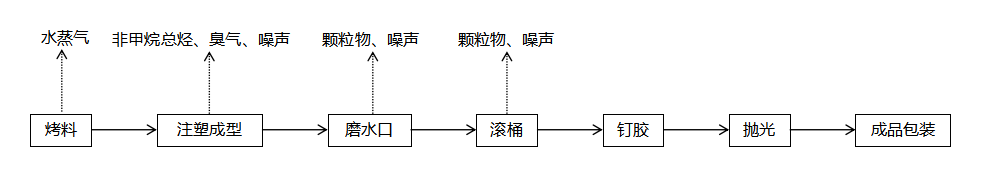 水蒸气
非甲烷总烃、臭气、噪声
颗粒物、噪声
颗粒物、噪声
烤料
注塑成型
磨水口
滚桶
钉胶
抛光
成品包装